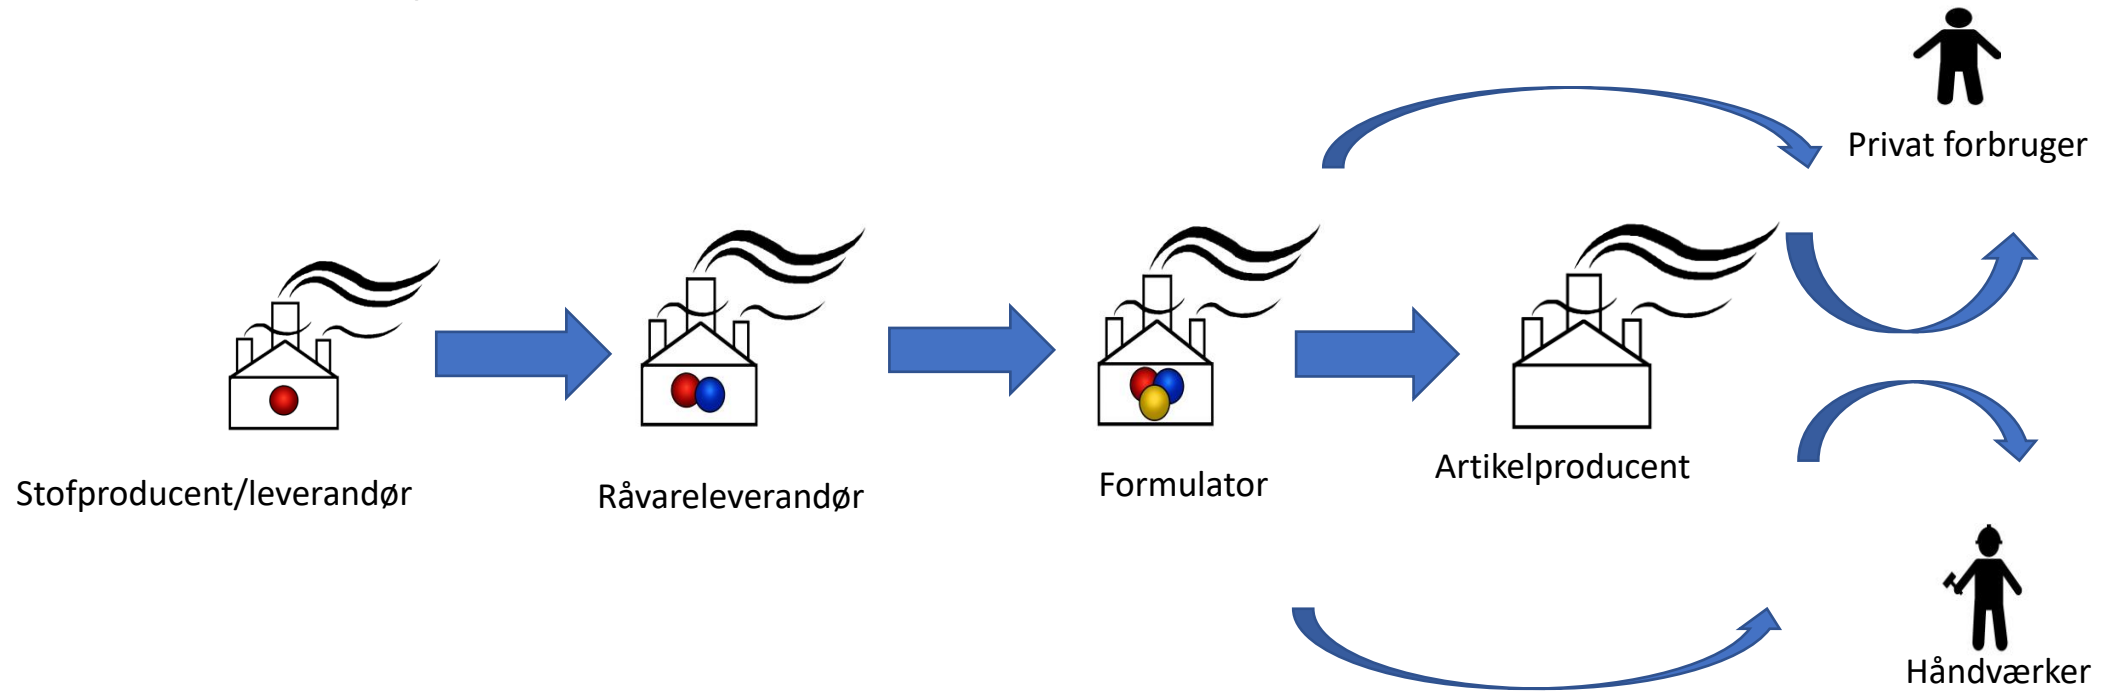 Privat forbruger
Stofproducent/leverandør
Råvareleverandør
Formulator
Artikelproducent
Håndværker